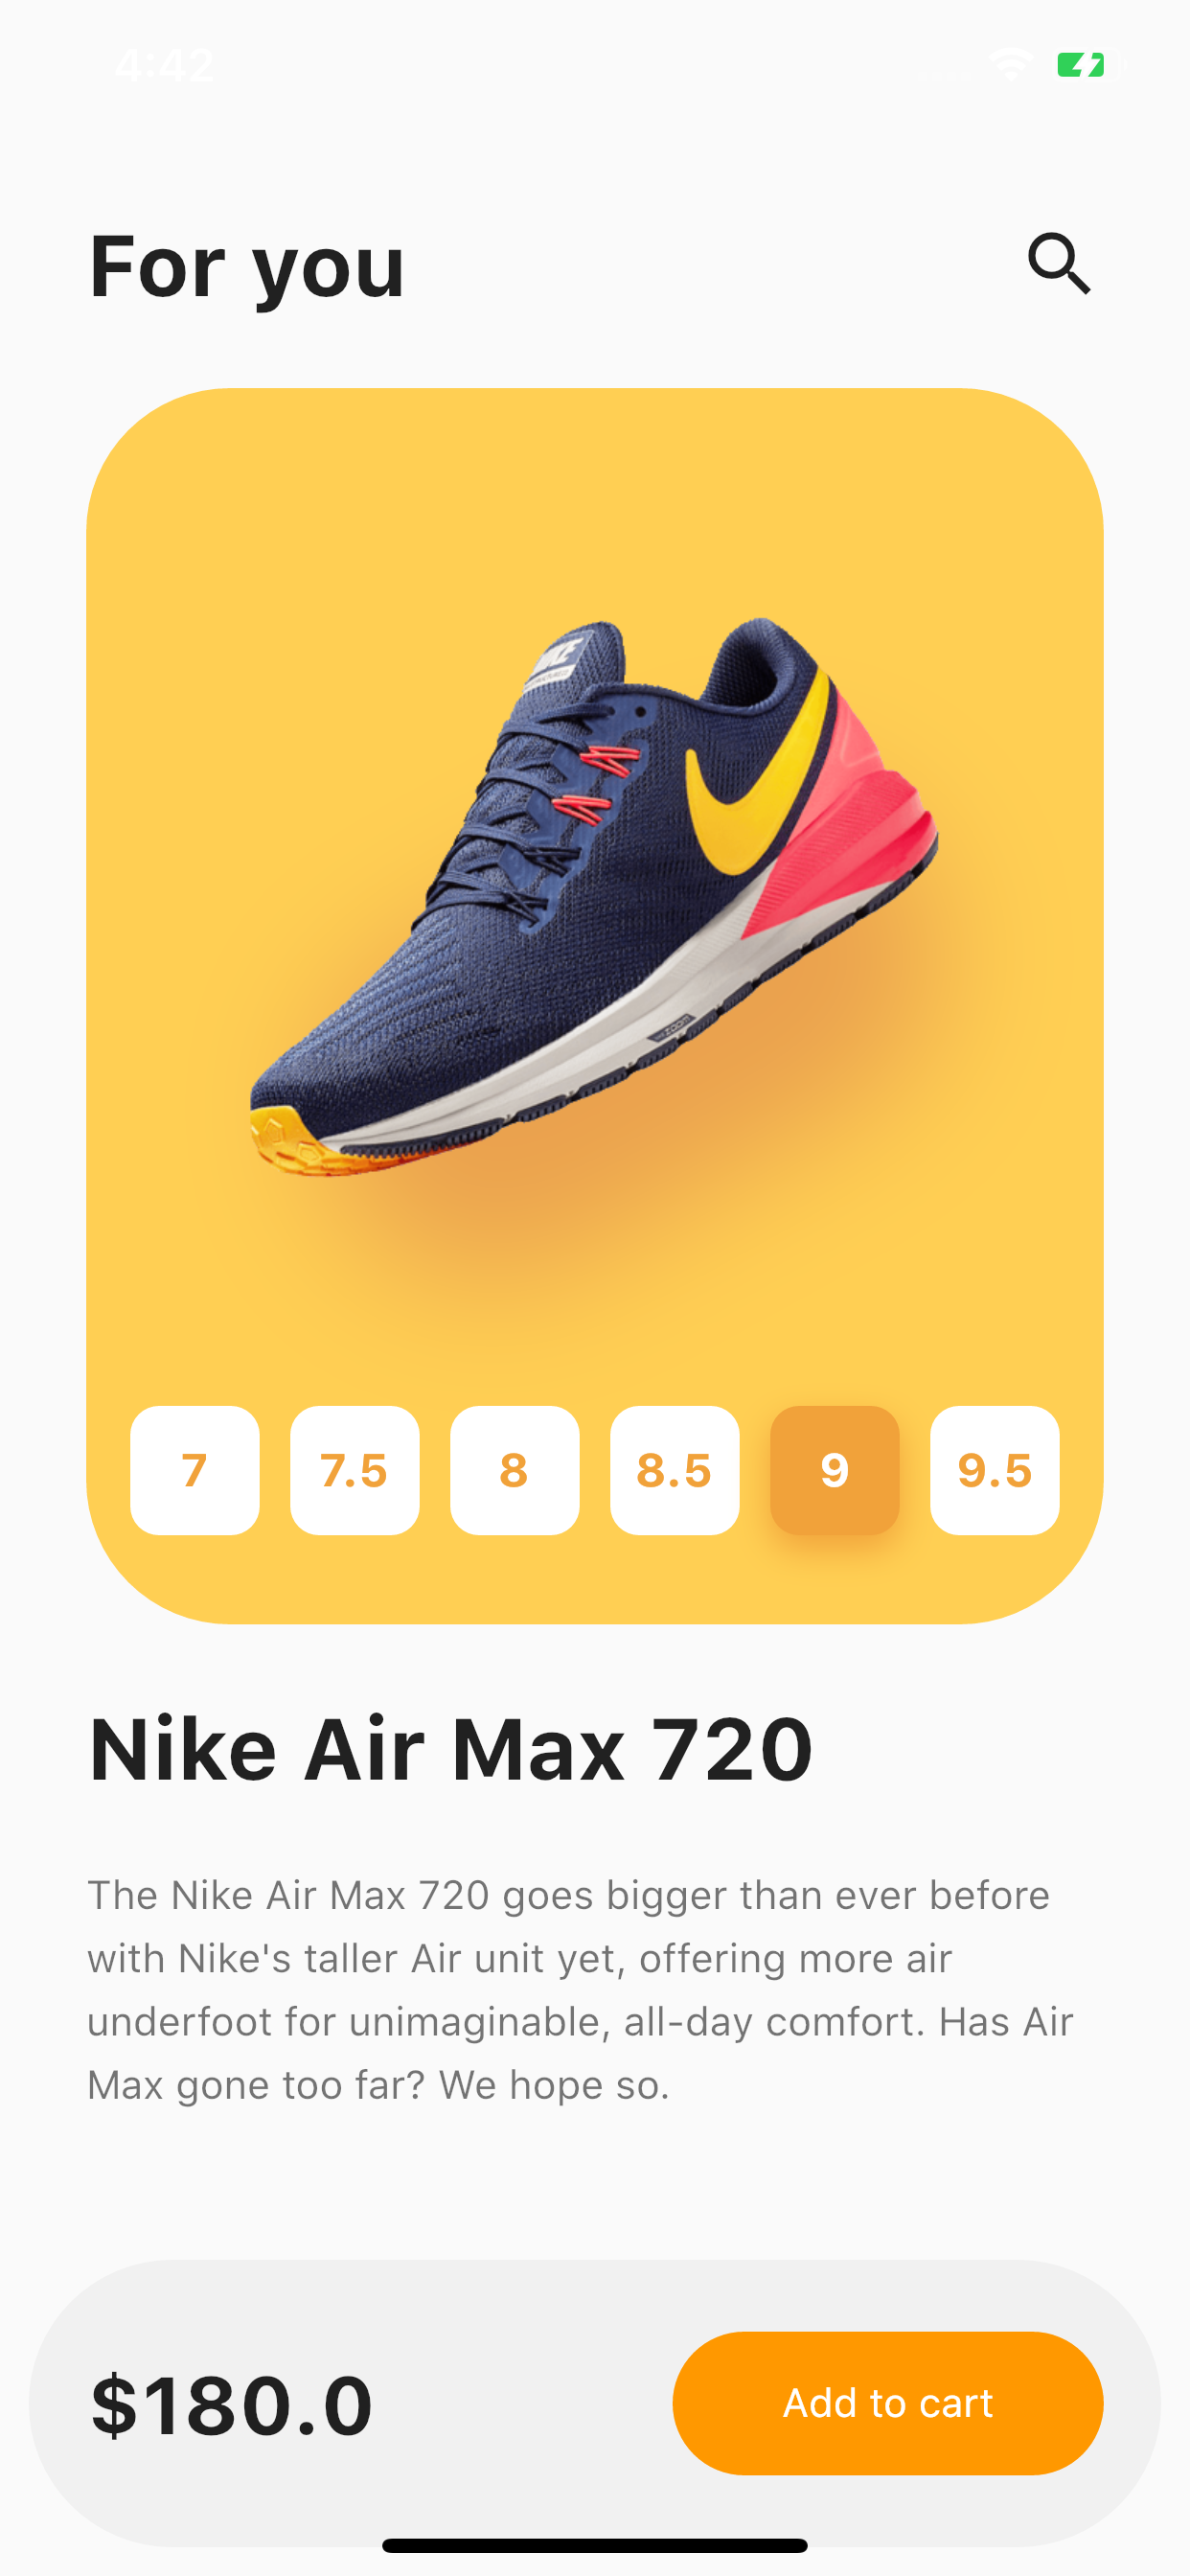 4:42
For you
NIKE
zoom
7 7.5 8 8.5 9 9.5
Nike Air Max 720
The Nike Air Max 720 goes bigger than ever before
with Nike's taller Air unit yet, offering more air
underfoot for unimaginable, all-day comfort. Has Air
Max gone too far? We hope so.
$180.0
Add to cart